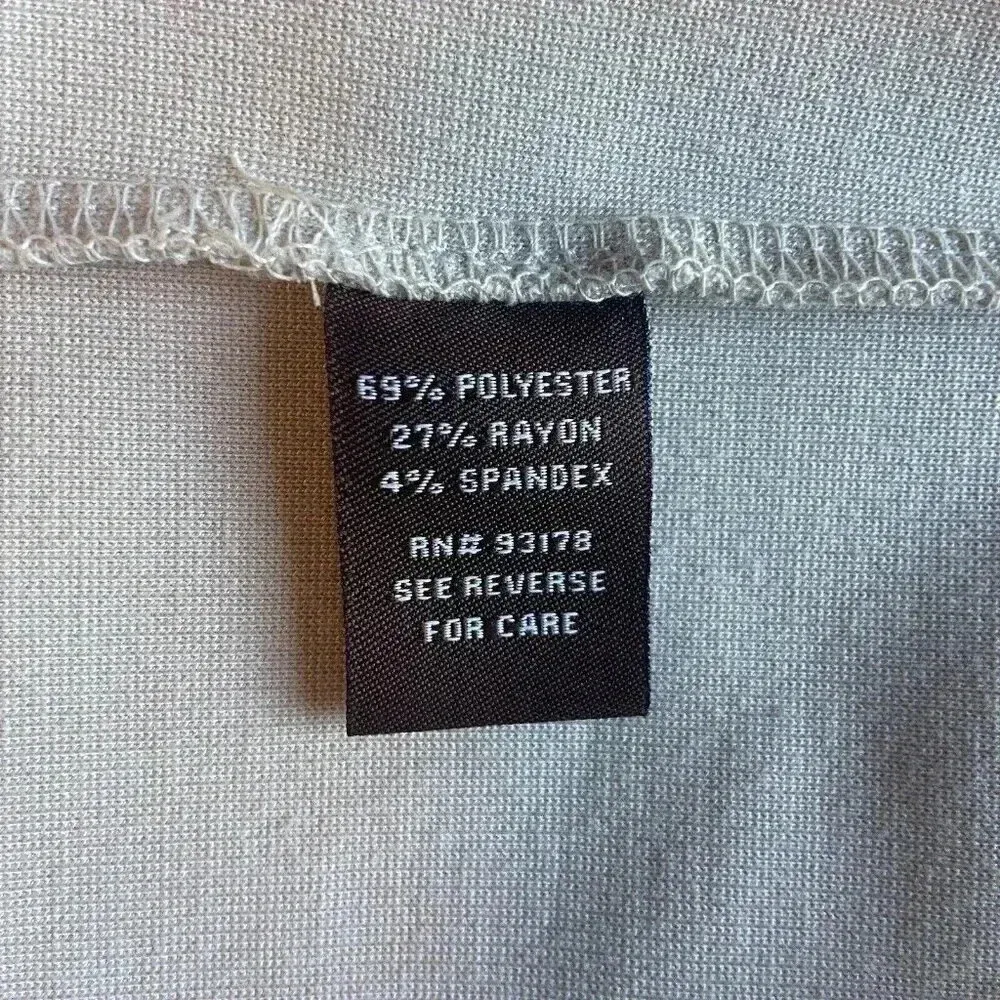 69% POLYESTER
27% RAYON
4% SPANDEX
RN# 93178
SEE REVERSE
FOR CARE